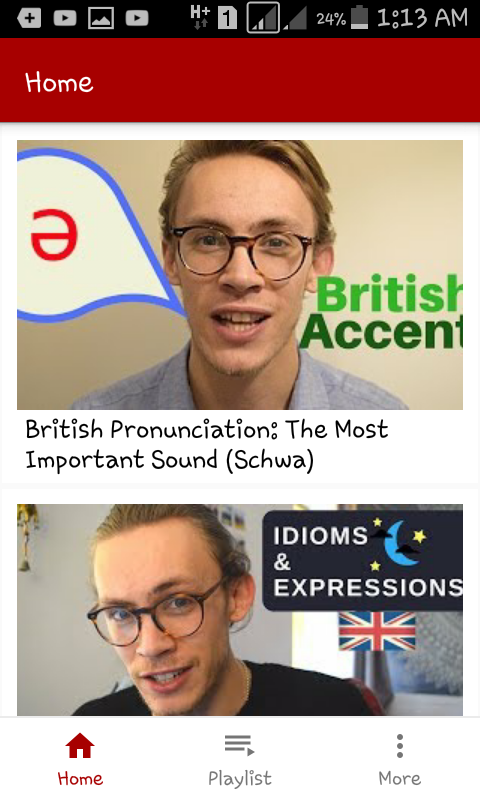 H+ 1 24% 1:13 AM
Home
ə
British
Accent
British Pronunciation: The Most
Important Sound (Schwa)
IDIOMS
&
EXPRESSIONS
Home Playlist More